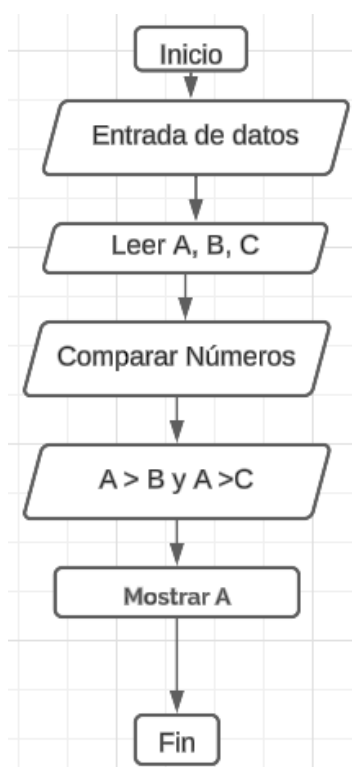 Inicio
Entrada de datos
Leer A, B, C
Comparar Números
A > B y A >C
Mostrar A
Fin